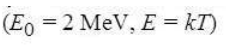 (E₀ = 2 MeV, E = kT)